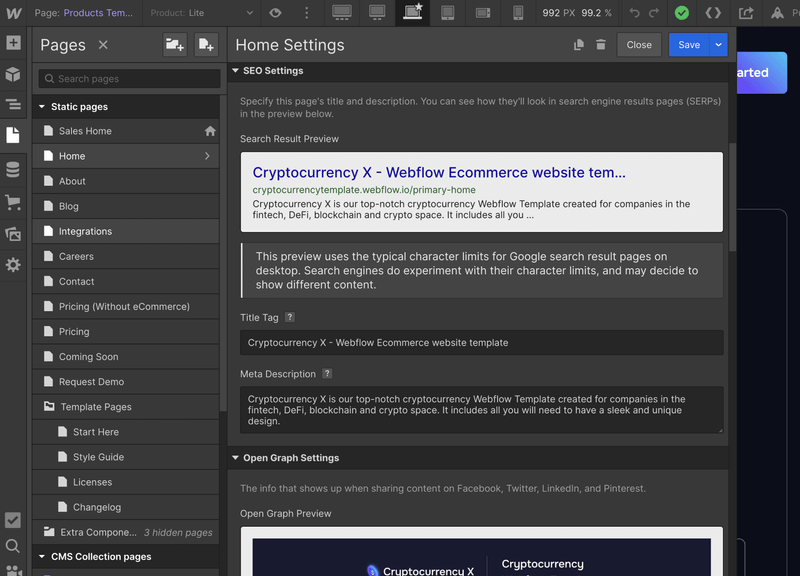 Page: Products Tem...
Product: Lite
992 PX 99.2 %
Pages
Home Settings
Close
Save
arted
Search pages
Static pages
Sales Home
Home
About
Blog
Integrations
Careers
Contact
Pricing (Without eCommerce)
Pricing
Coming Soon
Request Demo
Template Pages
Start Here
Style Guide
Licenses
Changelog
Extra Compone... 3 hidden pages
CMS Collection pages
SEO Settings
Specify this page's title and description. You can see how they'll look in search engine results pages (SERPs)
in the preview below.
Search Result Preview
Cryptocurrency X - Webflow Ecommerce website tem...
cryptocurrencytemplate.webflow.io/primary-home
Cryptocurrency X is our top-notch cryptocurrency Webflow Template created for companies in the
fintech, DeFi, blockchain and crypto space. It includes all you ...
This preview uses the typical character limits for Google search result pages on
desktop. Search engines do experiment with their character limits, and may decide to
show different content.
Title Tag ?
Cryptocurrency X - Webflow Ecommerce website template
Meta Description ?
Cryptocurrency X is our top-notch cryptocurrency Webflow Template created for companies in the
fintech, DeFi, blockchain and crypto space. It includes all you will need to have a sleek and unique
design.
Open Graph Settings
The info that shows up when sharing content on Facebook, Twitter, LinkedIn, and Pinterest.
Open Graph Preview
Cryptocurrency X
Cryptocurrency